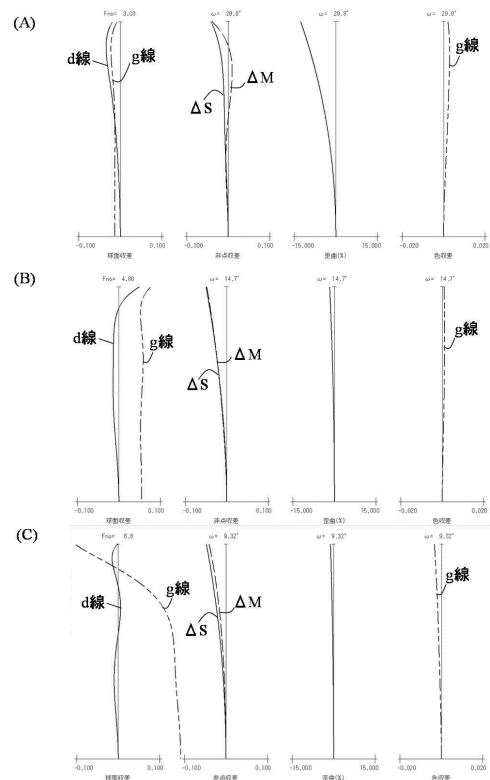 (A)
Fno= 3.03 ω= 29.8° ω= 29.8° ω= 29.8°
d線 g線 ΔS ΔM g線
-0.100 0.100 -0.100 0.100 -15.000 15.000 -0.020 0.020
球面収差 非点収差 歪曲(%) 色収差
(B)
Fno= 4.86 ω= 14.7° ω= 14.7° ω= 14.7°
d線 g線 ΔS ΔM g線
-0.100 0.100 -0.100 0.100 -15.000 15.000 -0.020 0.020
球面収差 非点収差 歪曲(%) 色収差
(C)
Fno= 6.8 ω= 9.32° ω= 9.32° ω= 9.32°
d線 g線 ΔS ΔM g線
-0.100 0.100 -0.100 0.100 -15.000 15.000 -0.020 0.020
球面収差 非点収差 歪曲(%) 色収差